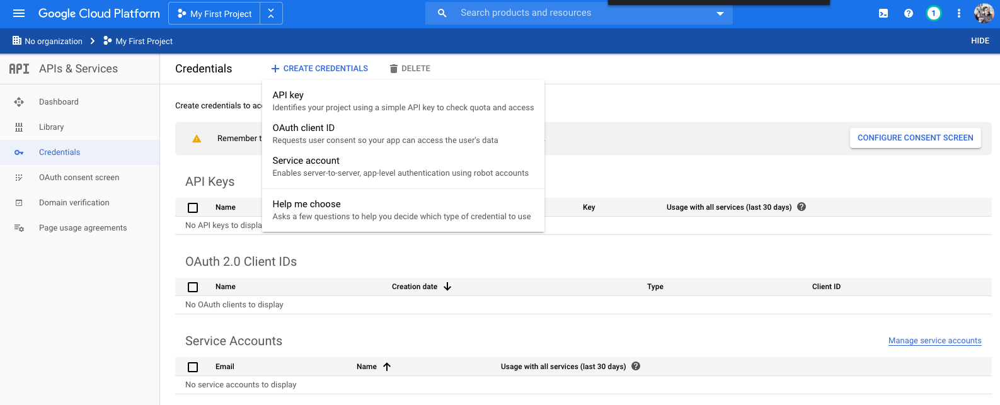 Google Cloud Platform
My First Project
Search products and resources
1
No organization
My First Project
HIDE
API
APIs & Services
Dashboard
Library
Credentials
OAuth consent screen
Domain verification
Page usage agreements
Credentials
CREATE CREDENTIALS
DELETE
Create credentials to
API key
Identifies your project using a simple API key to check quota and access
OAuth client ID
Requests user consent so your app can access the user's data
Service account
Enables server-to-server, app-level authentication using robot accounts
Help me choose
Asks a few questions to help you decide which type of credential to use
Remember
CONFIGURE CONSENT SCREEN
API Keys
Name
Key
Usage with all services (last 30 days)
No API keys to
OAuth 2.0 Client IDs
Name
Creation date
Type
Client ID
No OAuth clients to display
Service Accounts
Manage service accounts
Email
Name
Usage with all services (last 30 days)
No service accounts to display